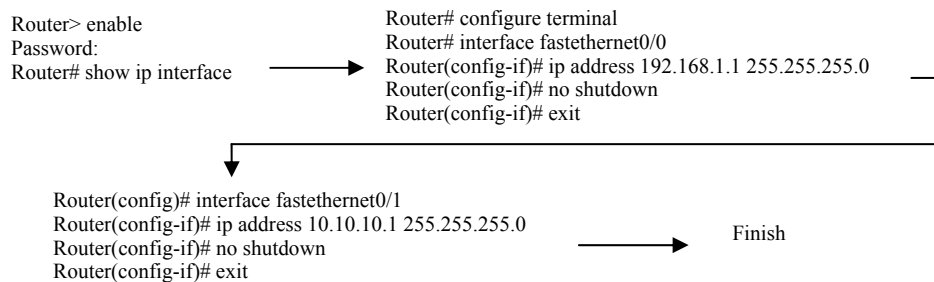 Router> enable
Password:
Router# show ip interface
Router# configure terminal
Router# interface fastethernet0/0
Router(config-if)# ip address 192.168.1.1 255.255.255.0
Router(config-if)# no shutdown
Router(config-if)# exit
Router(config)# interface fastethernet0/1
Router(config-if)# ip address 10.10.10.1 255.255.255.0
Router(config-if)# no shutdown
Router(config-if)# exit
Finish